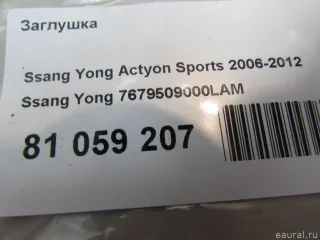 Заглушка
Ssang Yong Actyon Sports 2006-2012
Ssang Yong 7679509000LAM
81 059 207
eaural.ru